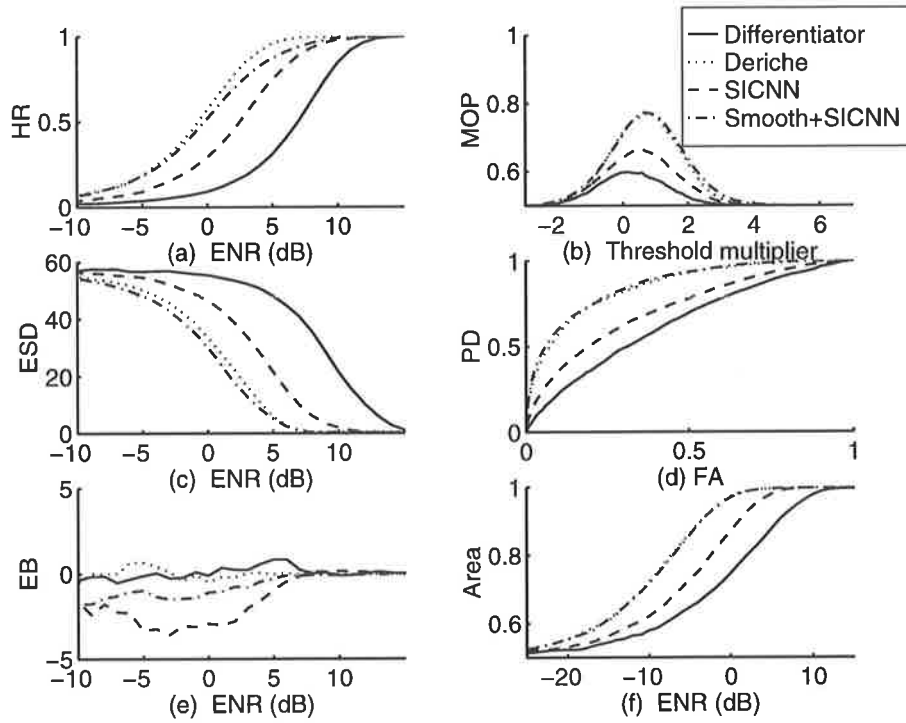 Differentiator
Deriche
SICNN
Smooth+SICNN
1
0.5
0
HR
−10
−5
0
5
10
(a) ENR (dB)
1
0.8
0.6
MOP
−2
0
2
4
6
(b) Threshold multiplier
60
40
20
0
ESD
−10
−5
0
5
10
(c) ENR (dB)
1
0.5
0
PD
0
0.5
1
(d) FA
5
0
−5
EB
−10
−5
0
5
10
(e) ENR (dB)
1
0.8
0.6
Area
−20
−10
0
10
(f) ENR (dB)